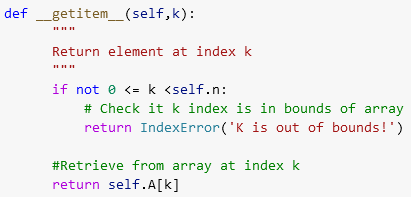 def __getitem__(self,k):
    """
    Return element at index k
    """
    if not 0 <= k <self.n:
        # Check it k index is in bounds of array
        return IndexError('K is out of bounds!')
    #Retrieve from array at index k
    return self.A[k]